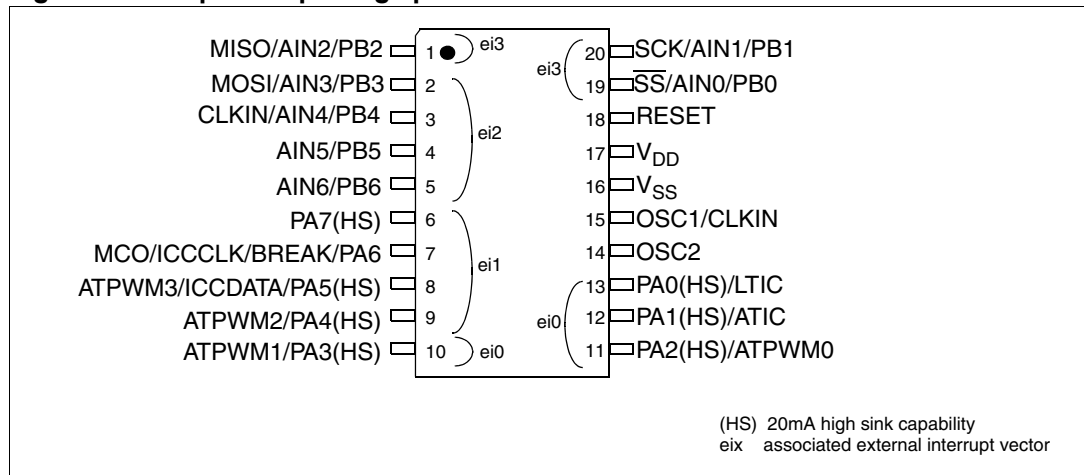 MISO/AIN2/PB2 1 ei3
MOSI/AIN3/PB3 2
CLKIN/AIN4/PB4 3
ei2
AIN5/PB5 4
AIN6/PB6 5
PA7(HS) 6
MCO/ICCCLK/BREAK/PA6 7
ei1
ATPWM3/ICCDATA/PA5(HS) 8
ATPWM2/PA4(HS) 9
ATPWM1/PA3(HS) 10 ei0
ei3
20 SCK/AIN1/PB1
19 S̅S̅/AIN0/PB0
18 RESET
17 VDD
16 VSS
15 OSC1/CLKIN
14 OSC2
13 PA0(HS)/LTIC
ei0
12 PA1(HS)/ATIC
11 PA2(HS)/ATPWM0
(HS) 20mA high sink capability
eix associated external interrupt vector